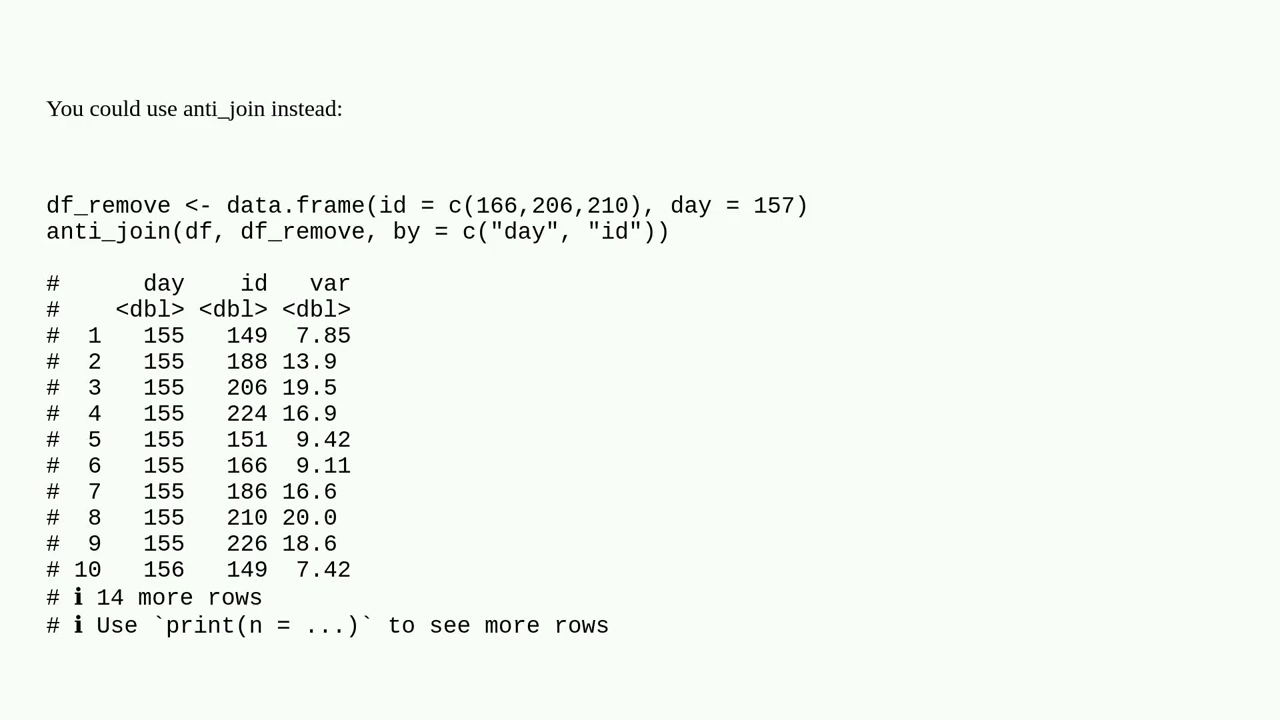 You could use anti_join instead:
df_remove <- data.frame(id = c(166,206,210), day = 157)
anti_join(df, df_remove, by = c("day", "id"))
#      day    id   var
#    <dbl> <dbl> <dbl>
#  1   155   149  7.85
#  2   155   188 13.9
#  3   155   206 19.5
#  4   155   224 16.9
#  5   155   151  9.42
#  6   155   166  9.11
#  7   155   186 16.6
#  8   155   210 20.0
#  9   155   226 18.6
# 10   156   149  7.42
# ℹ 14 more rows
# ℹ Use `print(n = ...)` to see more rows